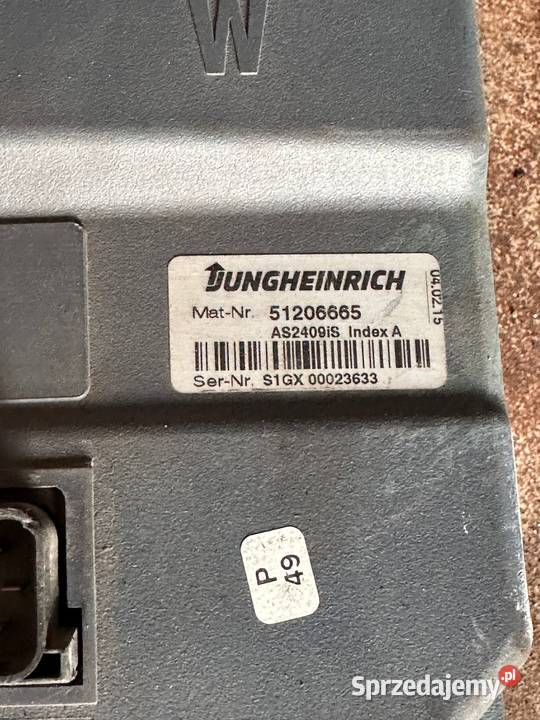 W
JUNGHEINRICH
04.02.15
Mat-Nr. 51206665
AS2409iS Index A
Ser-Nr. S1GX 00023633
P
49
Sprzedajemy.pl